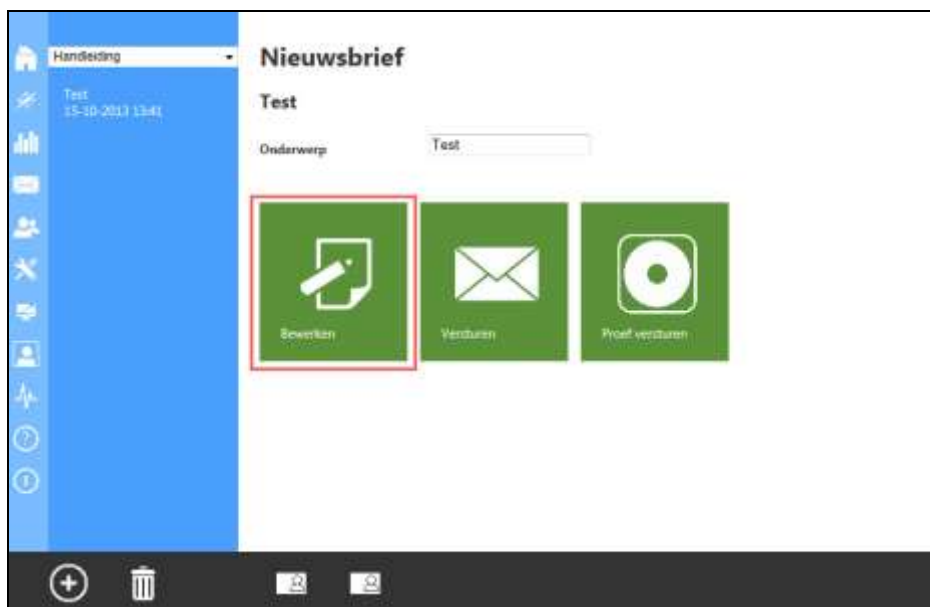 Handleiding
Test
15-10-2013 13:41
Nieuwsbrief
Test
Onderwerp
Test
Bewerken
Versturen
Proef versturen
?